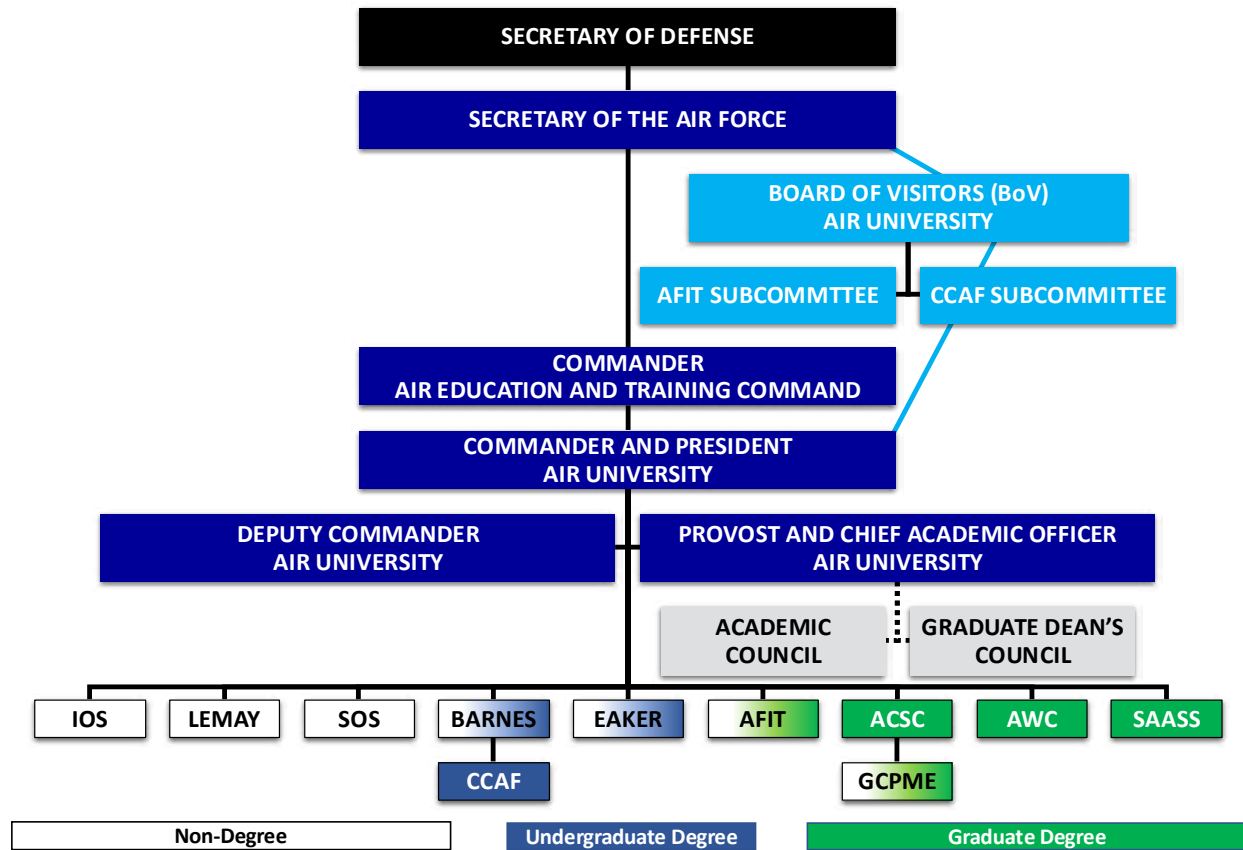 SECRETARY OF DEFENSE
SECRETARY OF THE AIR FORCE
BOARD OF VISITORS (BoV)
AIR UNIVERSITY
AFIT SUBCOMMTTEE
CCAF SUBCOMMITTEE
COMMANDER
AIR EDUCATION AND TRAINING COMMAND
COMMANDER AND PRESIDENT
AIR UNIVERSITY
DEPUTY COMMANDER
AIR UNIVERSITY
PROVOST AND CHIEF ACADEMIC OFFICER
AIR UNIVERSITY
ACADEMIC
COUNCIL
GRADUATE DEAN’S
COUNCIL
IOS
LEMAY
SOS
BARNES
EAKER
AFIT
ACSC
AWC
SAASS
CCAF
GCPME
Non-Degree
Undergraduate Degree
Graduate Degree